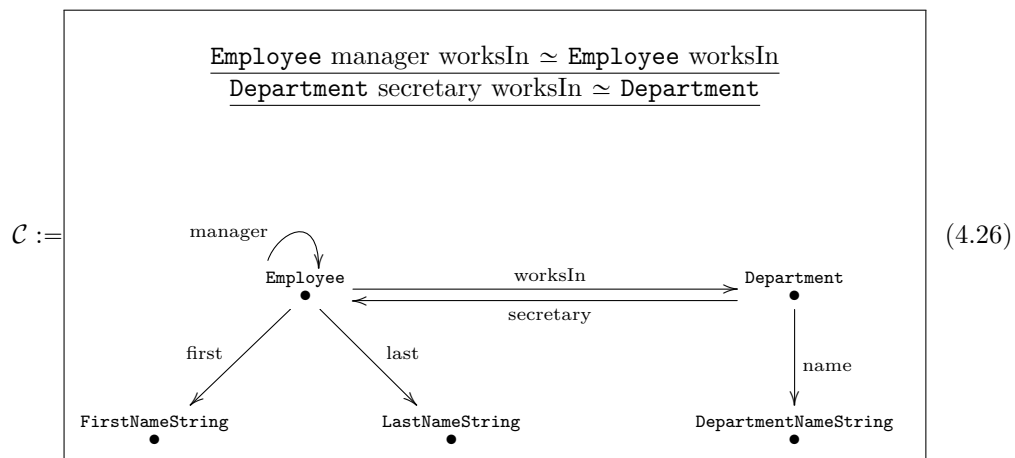 Employee manager worksIn ≃ Employee worksIn
Department secretary worksIn ≃ Department
C :=
(4.26)
manager
Employee
worksIn
Department
secretary
first
last
name
FirstNameString
LastNameString
DepartmentNameString